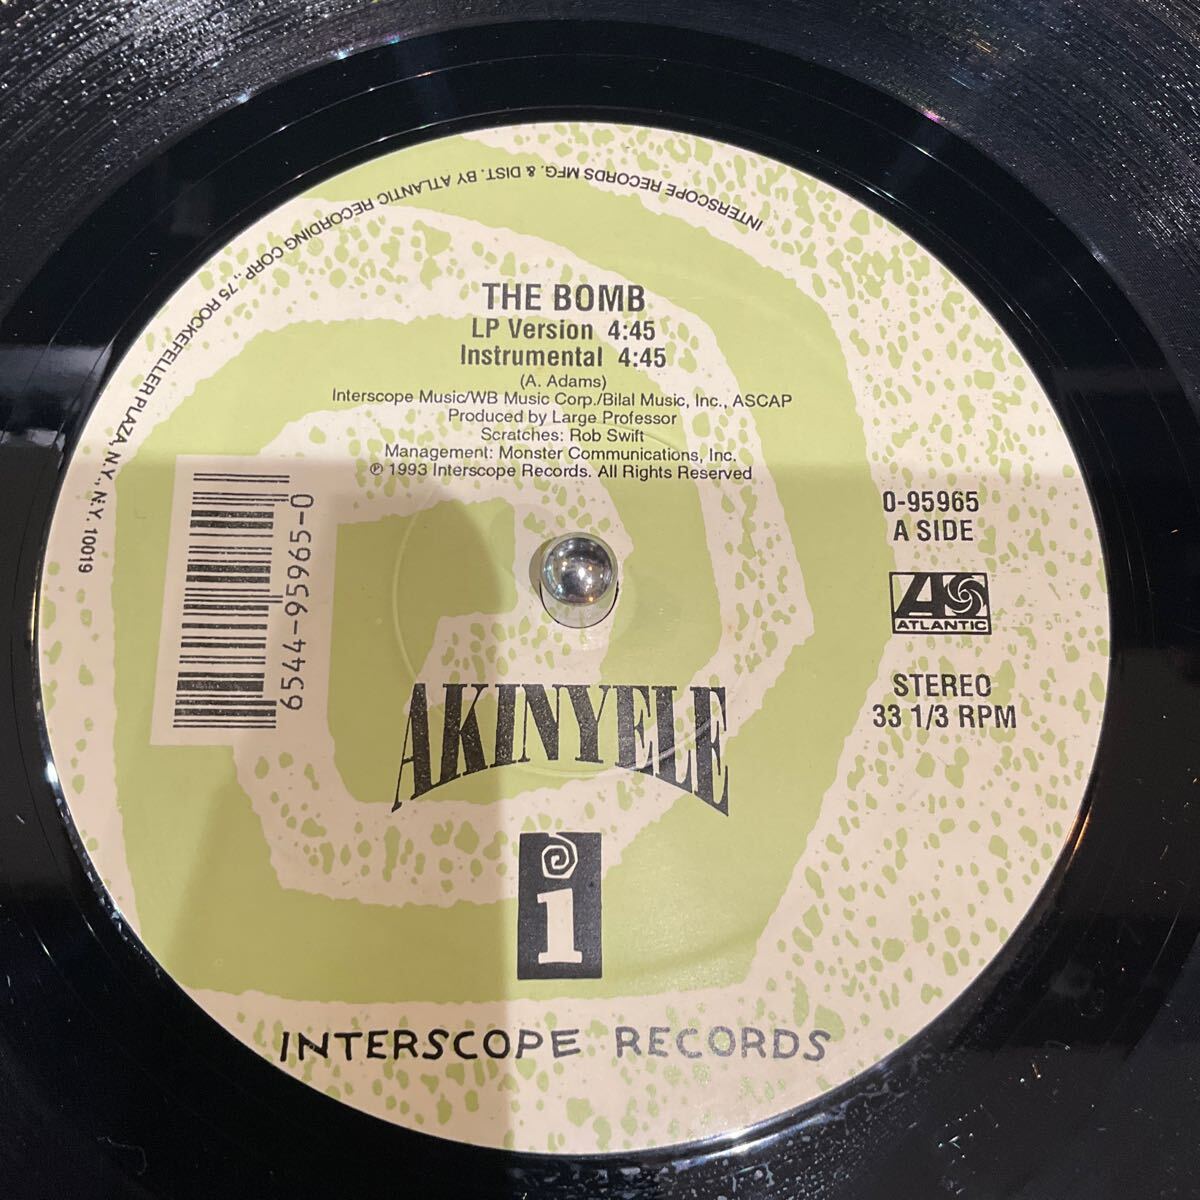 INTERSCOPE RECORDS MFG. & DIST. BY ATLANTIC RECORDING CORP., 75 ROCKEFELLER PLAZA, N.Y., N.Y. 10019
THE BOMB
LP Version 4:45
Instrumental 4:45
(A. Adams)
Interscope Music/WB Music Corp./Bilal Music, Inc., ASCAP
Produced by Large Professor
Scratches: Rob Swift
Management: Monster Communications, Inc.
℗ 1993 Interscope Records. All Rights Reserved
6544-95965-0
0-95965
A SIDE
ATLANTIC
STEREO
33 1/3 RPM
AKINYELE
i
INTERSCOPE RECORDS